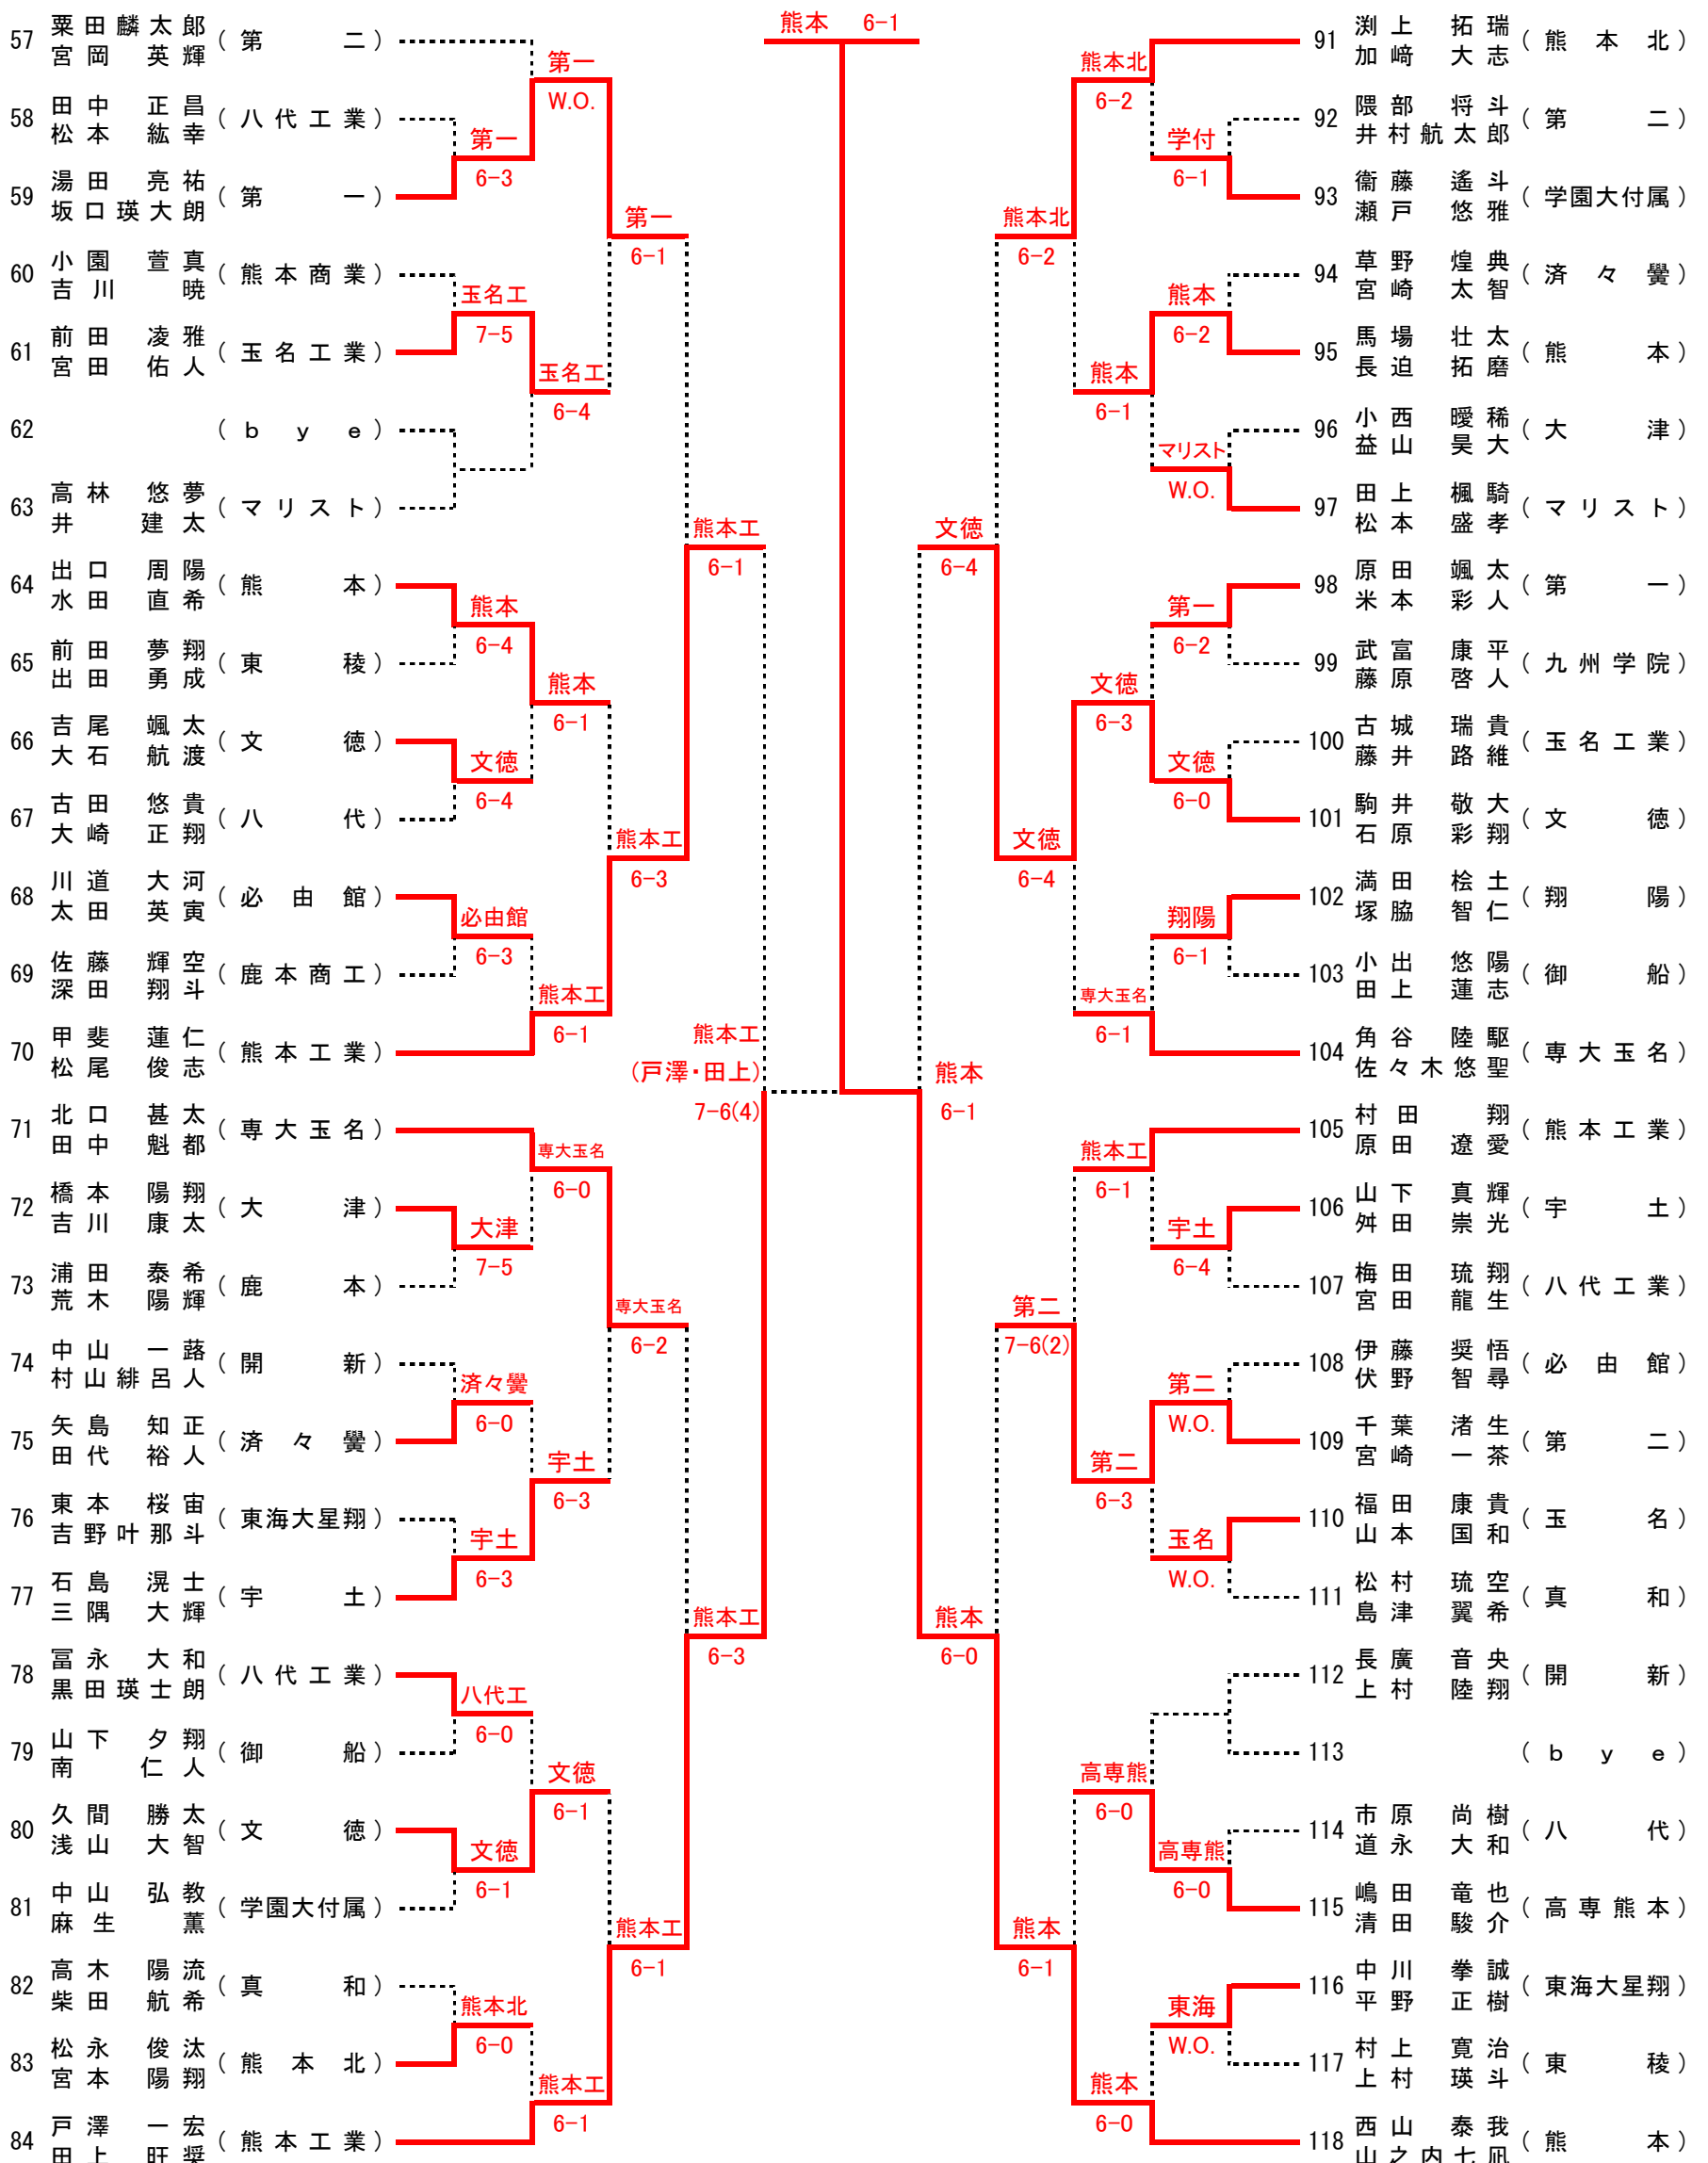 熊本 6-1
57 粟田麟太郎 (第二)
宮岡英輝
58 田中正昌 (八代工業)
松本紘幸
59 湯田亮祐 (第一)
坂口瑛大朗
60 小園萱真 (熊本商業)
吉川暁
61 前田凌雅 (玉名工業)
宮田佑人
62 (bye)
63 高林悠夢 (マリスト)
井建太
64 出口周陽 (熊本)
水田直希
65 前田夢翔 (東稜)
出田勇成
66 吉尾颯太 (文徳)
大石航渡
67 古田悠貴 (八代)
大崎正翔
68 川道大河 (必由館)
太田英寅
69 佐藤輝空 (鹿本商工)
深田翔斗
70 甲斐蓮仁 (熊本工業)
松尾俊志
71 北口甚太 (専大玉名)
田中魁都
72 橋本陽翔 (大津)
吉川康太
73 浦田泰希 (鹿本)
荒木陽輝
74 中山一蕗 (開新)
村山緋呂人
75 矢島知正 (済々黌)
田代裕人
76 東本桜宙 (東海大星翔)
吉野叶那斗
77 石島滉士 (宇土)
三隅大輝
78 冨永大和 (八代工業)
黒田瑛士朗
79 山下夕翔 (御船)
南仁人
80 久間勝太 (文徳)
浅山大智
81 中山弘教 (学園大付属)
麻生薫
82 高木陽流 (真和)
柴田航希
83 松永俊汰 (熊本北)
宮本陽翔
84 戸澤一宏 (熊本工業)
田上旺奨
第一
W.O.
第一
6-3
第一
6-1
玉名工
7-5
玉名工
6-4
熊本工
6-1
熊本
6-4
熊本
6-1
文徳
6-4
熊本工
6-3
必由館
6-3
熊本工
6-1
熊本工
(戸澤・田上)
7-6(4)
専大玉名
6-0
大津
7-5
専大玉名
6-2
済々黌
6-0
宇土
6-3
宇土
6-3
熊本工
6-3
八代工
6-0
文徳
6-1
文徳
6-1
熊本工
6-1
熊本北
6-0
熊本工
6-1
熊本北
6-2
学付
6-1
熊本北
6-2
熊本
6-2
熊本
6-1
マリスト
W.O.
文徳
6-4
第一
6-2
文徳
6-3
文徳
6-0
文徳
6-4
翔陽
6-1
専大玉名
6-1
熊本
6-1
熊本工
6-1
宇土
6-4
第二
7-6(2)
第二
W.O.
第二
6-3
玉名
W.O.
熊本
6-0
高専熊
6-0
高専熊
6-0
熊本
6-1
東海
W.O.
熊本
6-0
91 渕上拓瑞 (熊本北)
加﨑大志
92 隈部将斗 (第二)
井村航太郎
93 衞藤遙斗 (学園大付属)
瀬戸悠雅
94 草野煌典 (済々黌)
宮崎太智
95 馬場壮太 (熊本)
長迫拓磨
96 小西曖稀 (大津)
益山昊大
97 田上楓騎 (マリスト)
松本盛孝
98 原田颯太 (第一)
米本彩人
99 武富康平 (九州学院)
藤原啓人
100 古城瑞貴 (玉名工業)
藤井路維
101 駒井敬大 (文徳)
石原彩翔
102 満田桧土 (翔陽)
塚脇智仁
103 小出悠陽 (御船)
田上蓮志
104 角谷陸駆 (専大玉名)
佐々木悠聖
105 村田翔 (熊本工業)
原田遼愛
106 山下真輝 (宇土)
舛田崇光
107 梅田琉翔 (八代工業)
宮田龍生
108 伊藤奨悟 (必由館)
伏野智尋
109 千葉渚生 (第二)
宮崎一茶
110 福田康貴 (玉名)
山本国和
111 松村琉空 (真和)
島津翼希
112 長廣音央 (開新)
上村陸翔
113 (bye)
114 市原尚樹 (八代)
道永大和
115 嶋田竜也 (高専熊本)
清田駿介
116 中川拳誠 (東海大星翔)
平野正樹
117 村上寛治 (東稜)
上村瑛斗
118 西山泰我 (熊本)
山之内七凪